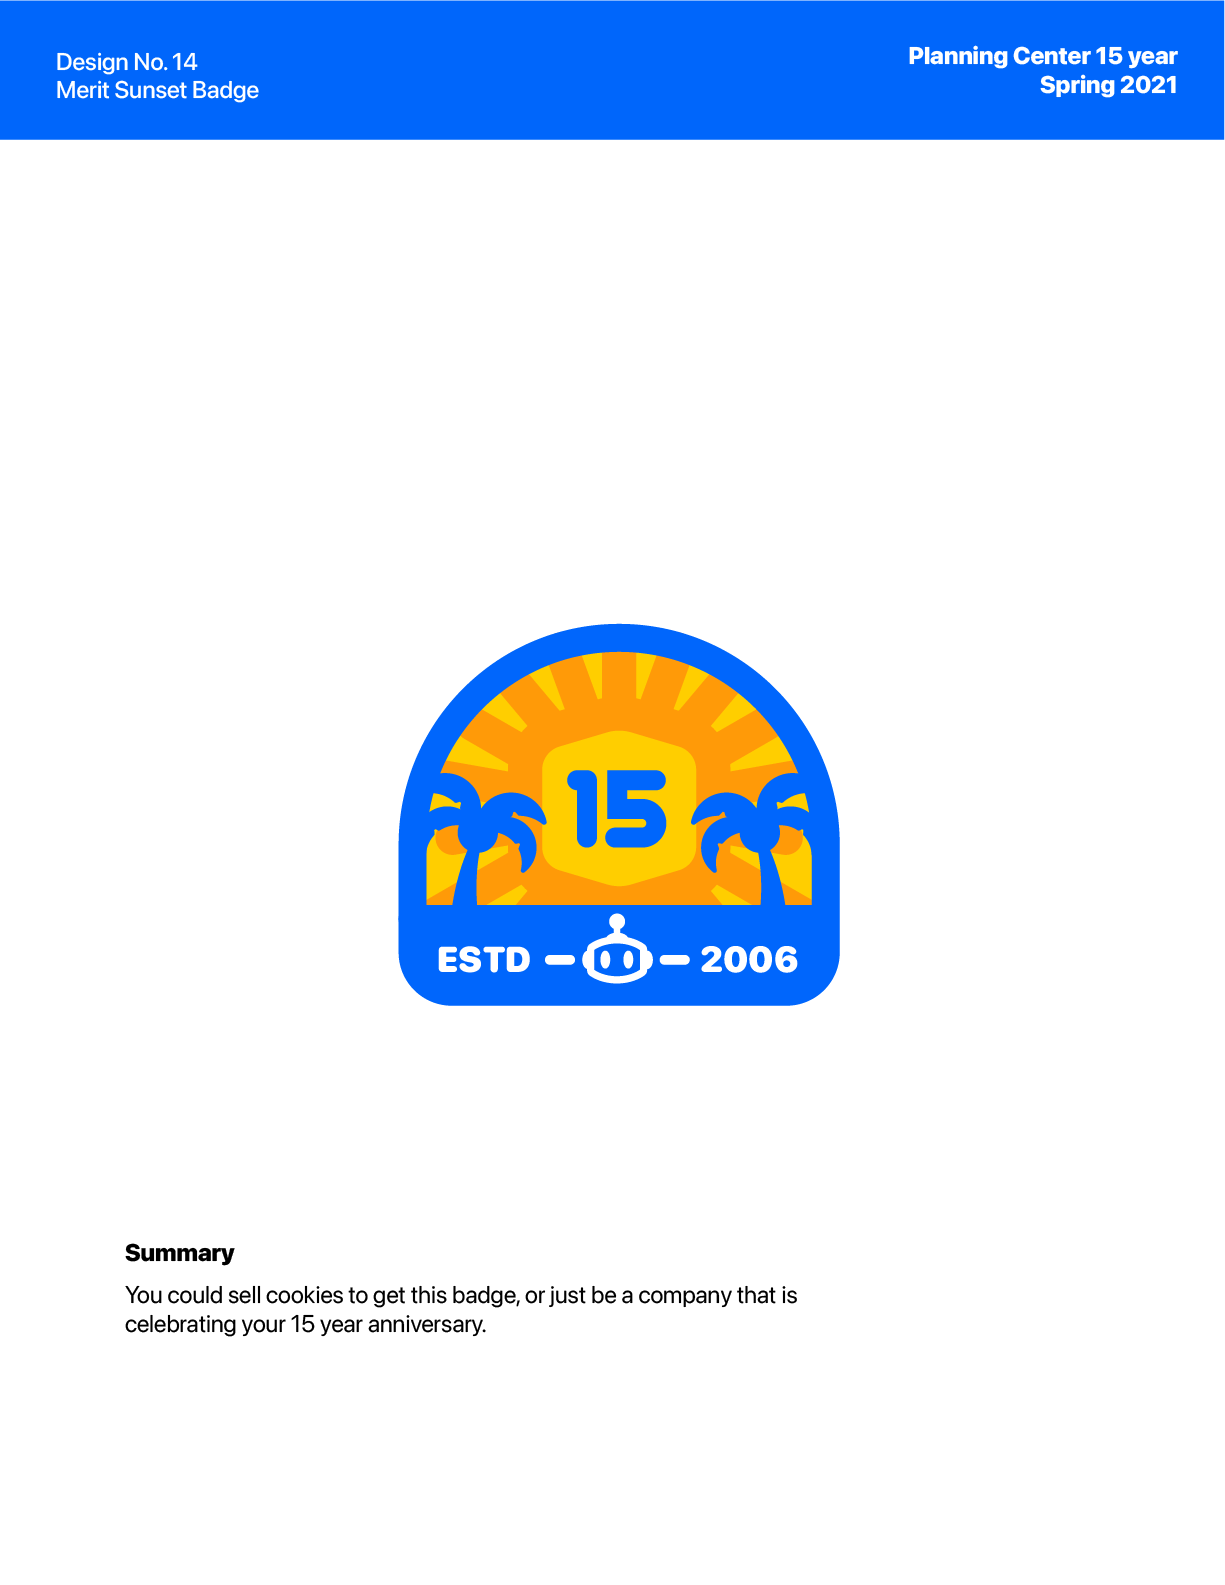 Design No. 14
Merit Sunset Badge
Planning Center 15 year
Spring 2021
15
ESTD
2006
Summary
You could sell cookies to get this badge, or just be a company that is
celebrating your 15 year anniversary.